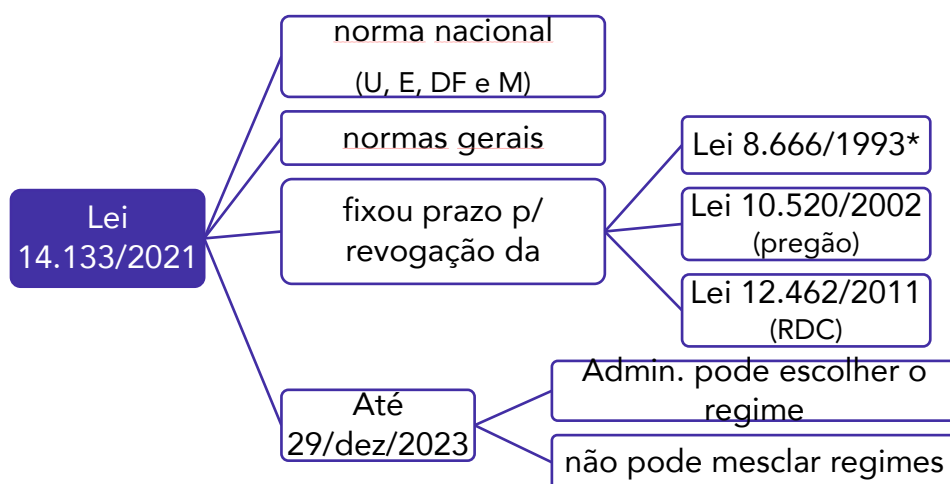 norma nacional
(U, E, DF e M)
normas gerais
Lei
14.133/2021
fixou prazo p/
revogação da
Lei 8.666/1993*
Lei 10.520/2002
(pregão)
Lei 12.462/2011
(RDC)
Até
29/dez/2023
Admin. pode escolher o
regime
não pode mesclar regimes